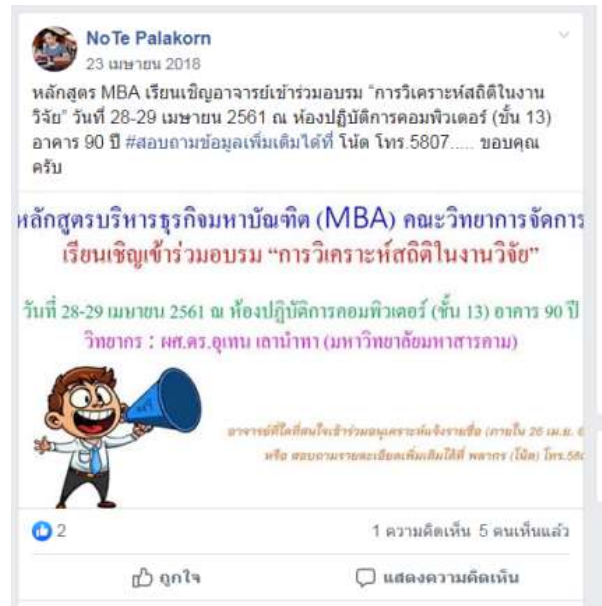 NoTe Palakorn
23 เมษายน 2018
หลักสูตร MBA เรียนเชิญอาจารย์เข้าร่วมอบรม “การวิเคราะห์สถิติในงาน
วิจัย” วันที่ 28-29 เมษายน 2561 ณ ห้องปฏิบัติการคอมพิวเตอร์ (ชั้น 13)
อาคาร 90 ปี #สอบถามข้อมูลเพิ่มเติมได้ที่ โน้ต โทร.5807..... ขอบคุณ
ครับ
หลักสูตรบริหารธุรกิจมหาบัณฑิต (MBA) คณะวิทยาการจัดการ
เรียนเชิญเข้าร่วมอบรม “การวิเคราะห์สถิติในงานวิจัย”
วันที่ 28-29 เมษายน 2561 ณ ห้องปฏิบัติการคอมพิวเตอร์ (ชั้น 13) อาคาร 90 ปี
วิทยากร : ผศ.ดร.อุเทน เลานำทา (มหาวิทยาลัยมหาสารคาม)
อาจารย์ที่ใดที่สนใจเข้าร่วมอนุเคราะห์แจ้งรายชื่อ (ภายใน 26 เม.ย. 6
หรือ สอบถามรายละเอียดเพิ่มเติมได้ที่ พลากร (โน้ต) โทร.580
2
1 ความคิดเห็น 5 คนเห็นแล้ว
ถูกใจ
แสดงความคิดเห็น